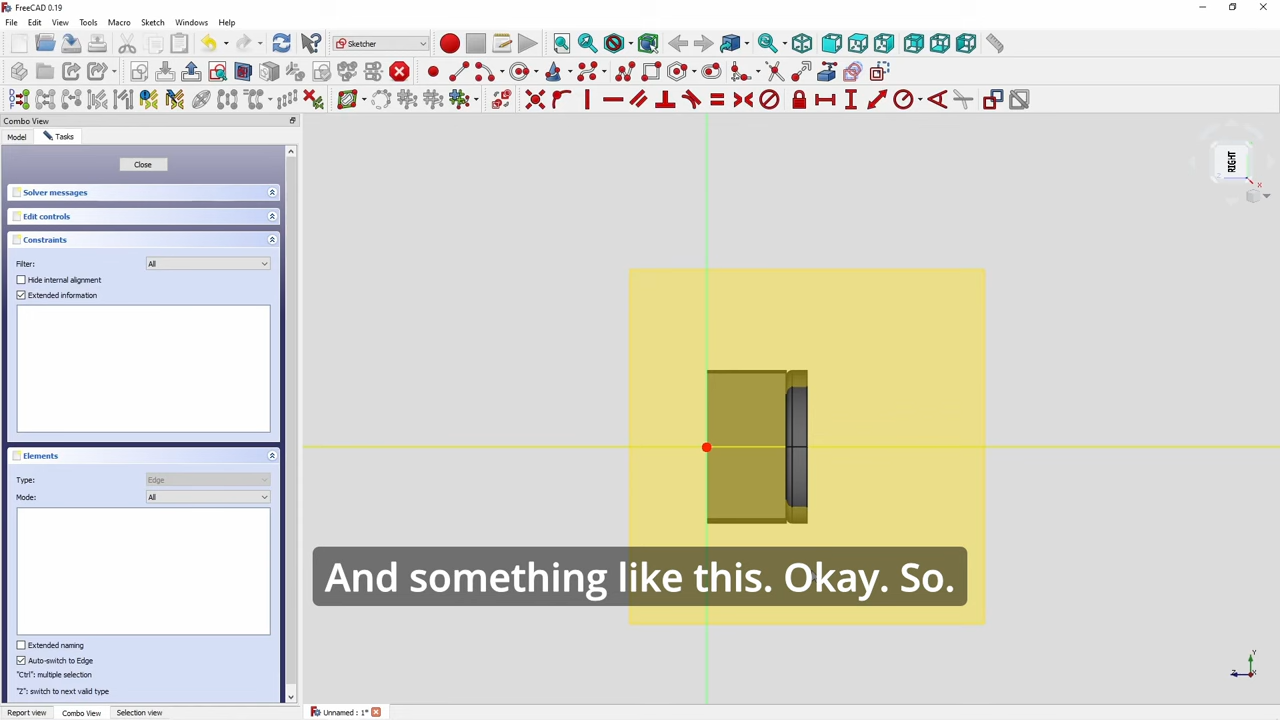 FreeCAD 0.19
File Edit View Tools Macro Sketch Windows Help
Sketcher
Combo View
Model Tasks
Close
Solver messages
Edit controls
Constraints
Filter: All
Hide internal alignment
Extended information
Elements
Type: Edge
Mode: All
Extended naming
Auto-switch to Edge
"Ctrl": multiple selection
"Z": switch to next valid type
Report view Combo View Selection view
Unnamed : 1*
RIGHT
X
And something like this. Okay. So.
Y
Z